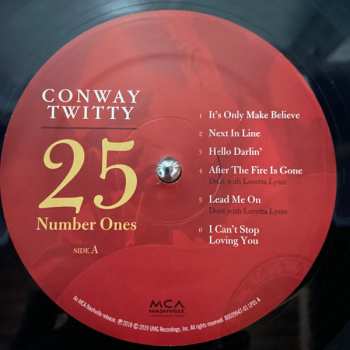 CONWAY
TWITTY
25
Number Ones
SIDE A
1 It's Only Make Believe
2 Next In Line
3 Hello Darlin'
4 After The Fire Is Gone
Duet with Loretta Lynn
5 Lead Me On
Duet with Loretta Lynn
6 I Can't Stop
Loving You
MCA
NASHVILLE